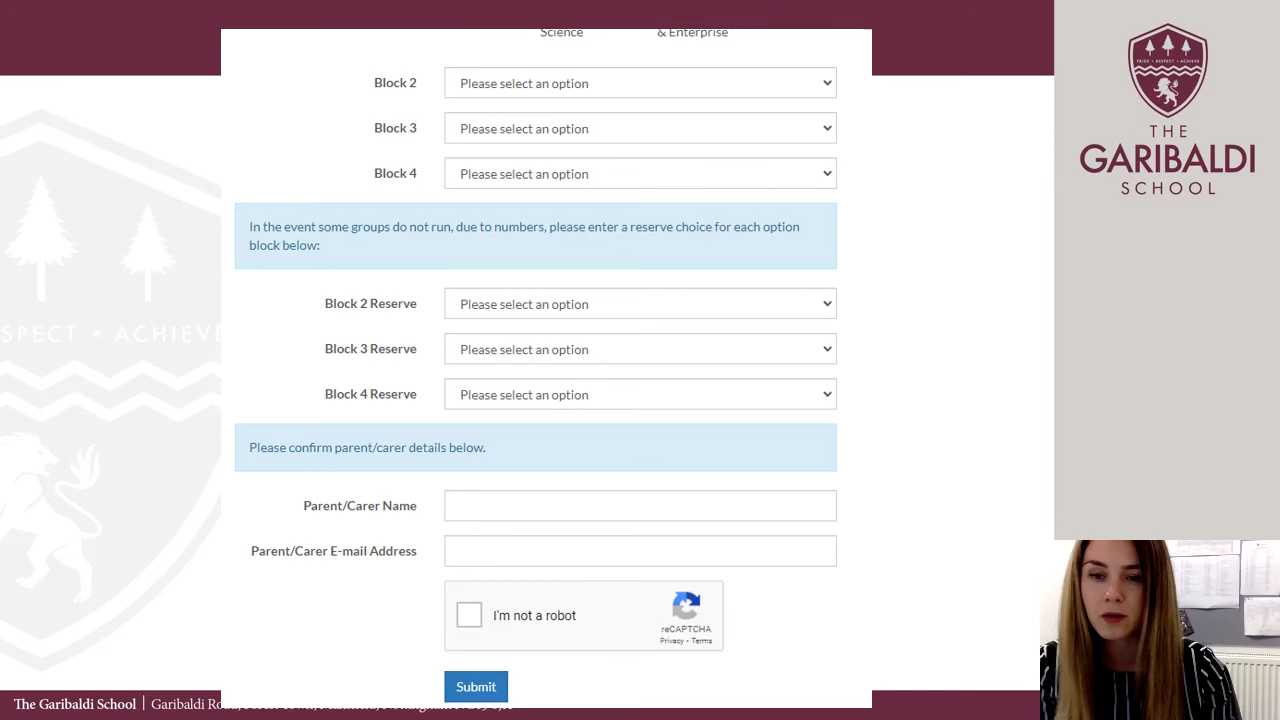 Science & Enterprise
Block 2 Please select an option
Block 3 Please select an option
Block 4 Please select an option
In the event some groups do not run, due to numbers, please enter a reserve choice for each option
block below:
Block 2 Reserve Please select an option
Block 3 Reserve Please select an option
Block 4 Reserve Please select an option
Please confirm parent/carer details below.
Parent/Carer Name
Parent/Carer E-mail Address
I'm not a robot
reCAPTCHA
Privacy - Terms
Submit
PRIDE • RESPECT • ACHIEVE
THE
GARIBALDI
SCHOOL
SPECT • ACHIEVE
The Garibaldi School | Garibaldi